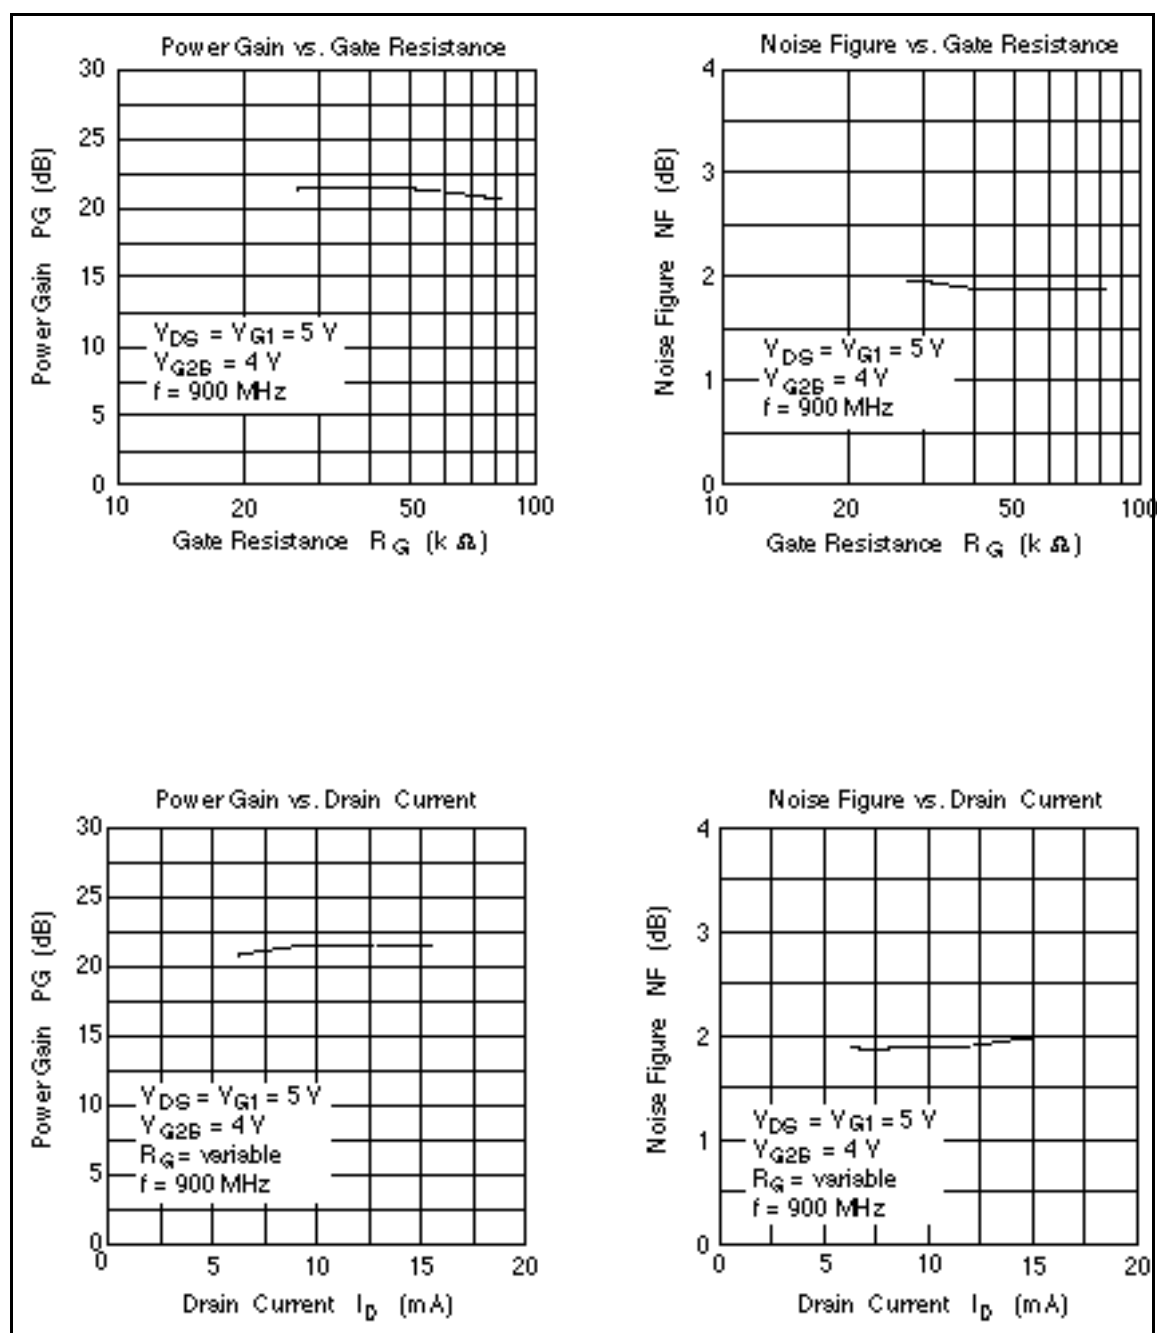 Power Gain vs. Gate Resistance
30
25
20
15
10
5
0
Power Gain PG (dB)
VDS = VG1 = 5 V
VG2S = 4 V
f = 900 MHz
10 20 50 100
Gate Resistance RG (k Ω)
Noise Figure vs. Gate Resistance
4
3
2
1
0
Noise Figure NF (dB)
VDS = VG1 = 5 V
VG2S = 4 V
f = 900 MHz
10 20 50 100
Gate Resistance RG (k Ω)
Power Gain vs. Drain Current
30
25
20
15
10
5
0
Power Gain PG (dB)
VDS = VG1 = 5 V
VG2S = 4 V
RG = variable
f = 900 MHz
0 5 10 15 20
Drain Current ID (mA)
Noise Figure vs. Drain Current
4
3
2
1
0
Noise Figure NF (dB)
VDS = VG1 = 5 V
VG2S = 4 V
RG = variable
f = 900 MHz
0 5 10 15 20
Drain Current ID (mA)